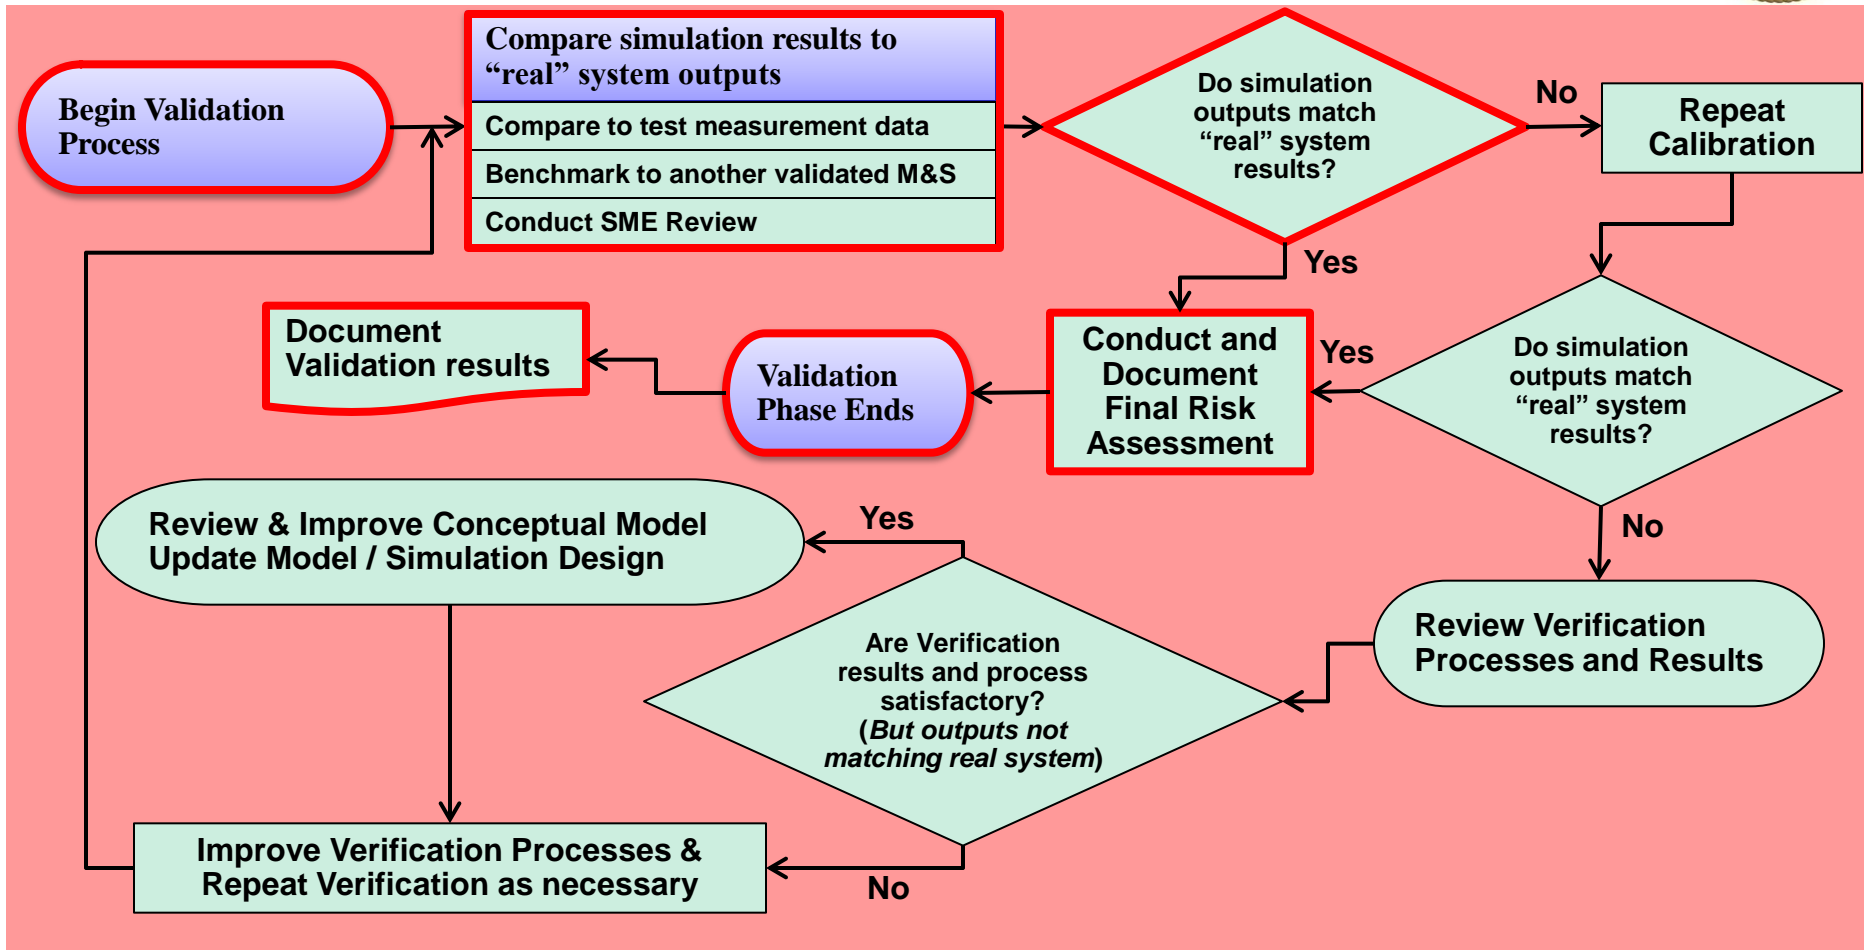 Begin Validation
Process
Compare simulation results to
“real” system outputs
Compare to test measurement data
Benchmark to another validated M&S
Conduct SME Review
Do simulation
outputs match
“real” system
results?
No
Repeat
Calibration
Yes
Document
Validation results
Validation
Phase Ends
Conduct and
Document
Final Risk
Assessment
Yes
Do simulation
outputs match
“real” system
results?
No
Review & Improve Conceptual Model
Update Model / Simulation Design
Yes
Are Verification
results and process
satisfactory?
(But outputs not
matching real system)
Review Verification
Processes and Results
Improve Verification Processes &
Repeat Verification as necessary
No